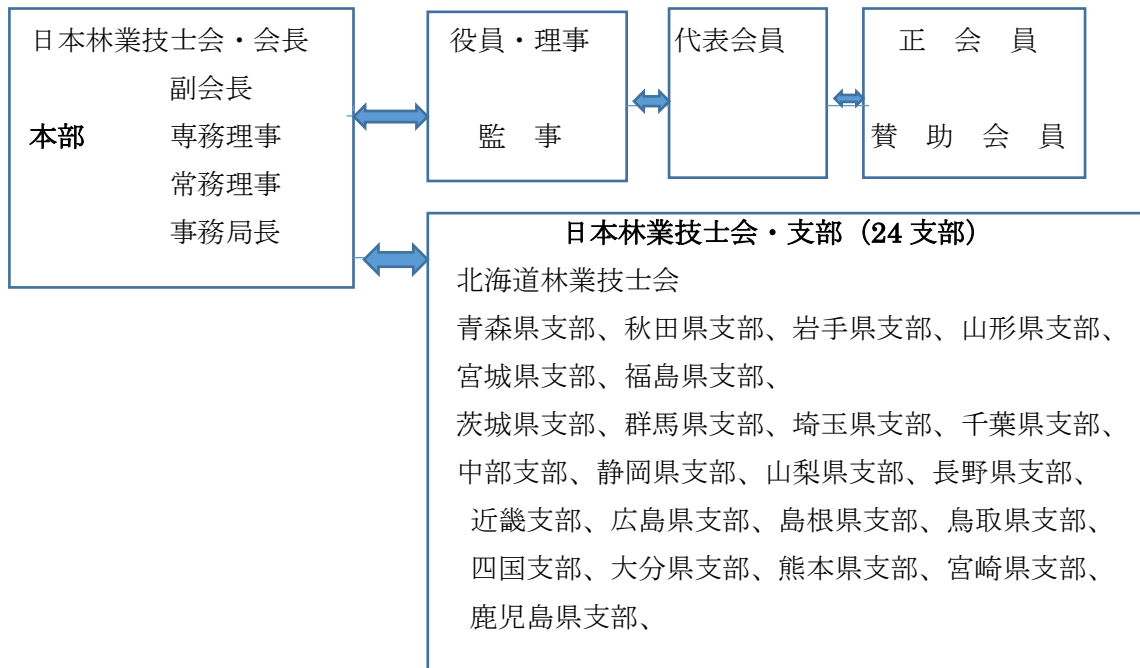 日本林業技士会・会長
副会長
本部 専務理事
常務理事
事務局長
役員・理事
監 事
代表会員
正 会 員
賛 助 会 員
日本林業技士会・支部（24 支部）
北海道林業技士会
青森県支部、秋田県支部、岩手県支部、山形県支部、
宮城県支部、福島県支部、
茨城県支部、群馬県支部、埼玉県支部、千葉県支部、
中部支部、静岡県支部、山梨県支部、長野県支部、
近畿支部、広島県支部、島根県支部、鳥取県支部、
四国支部、大分県支部、熊本県支部、宮崎県支部、
鹿児島県支部、